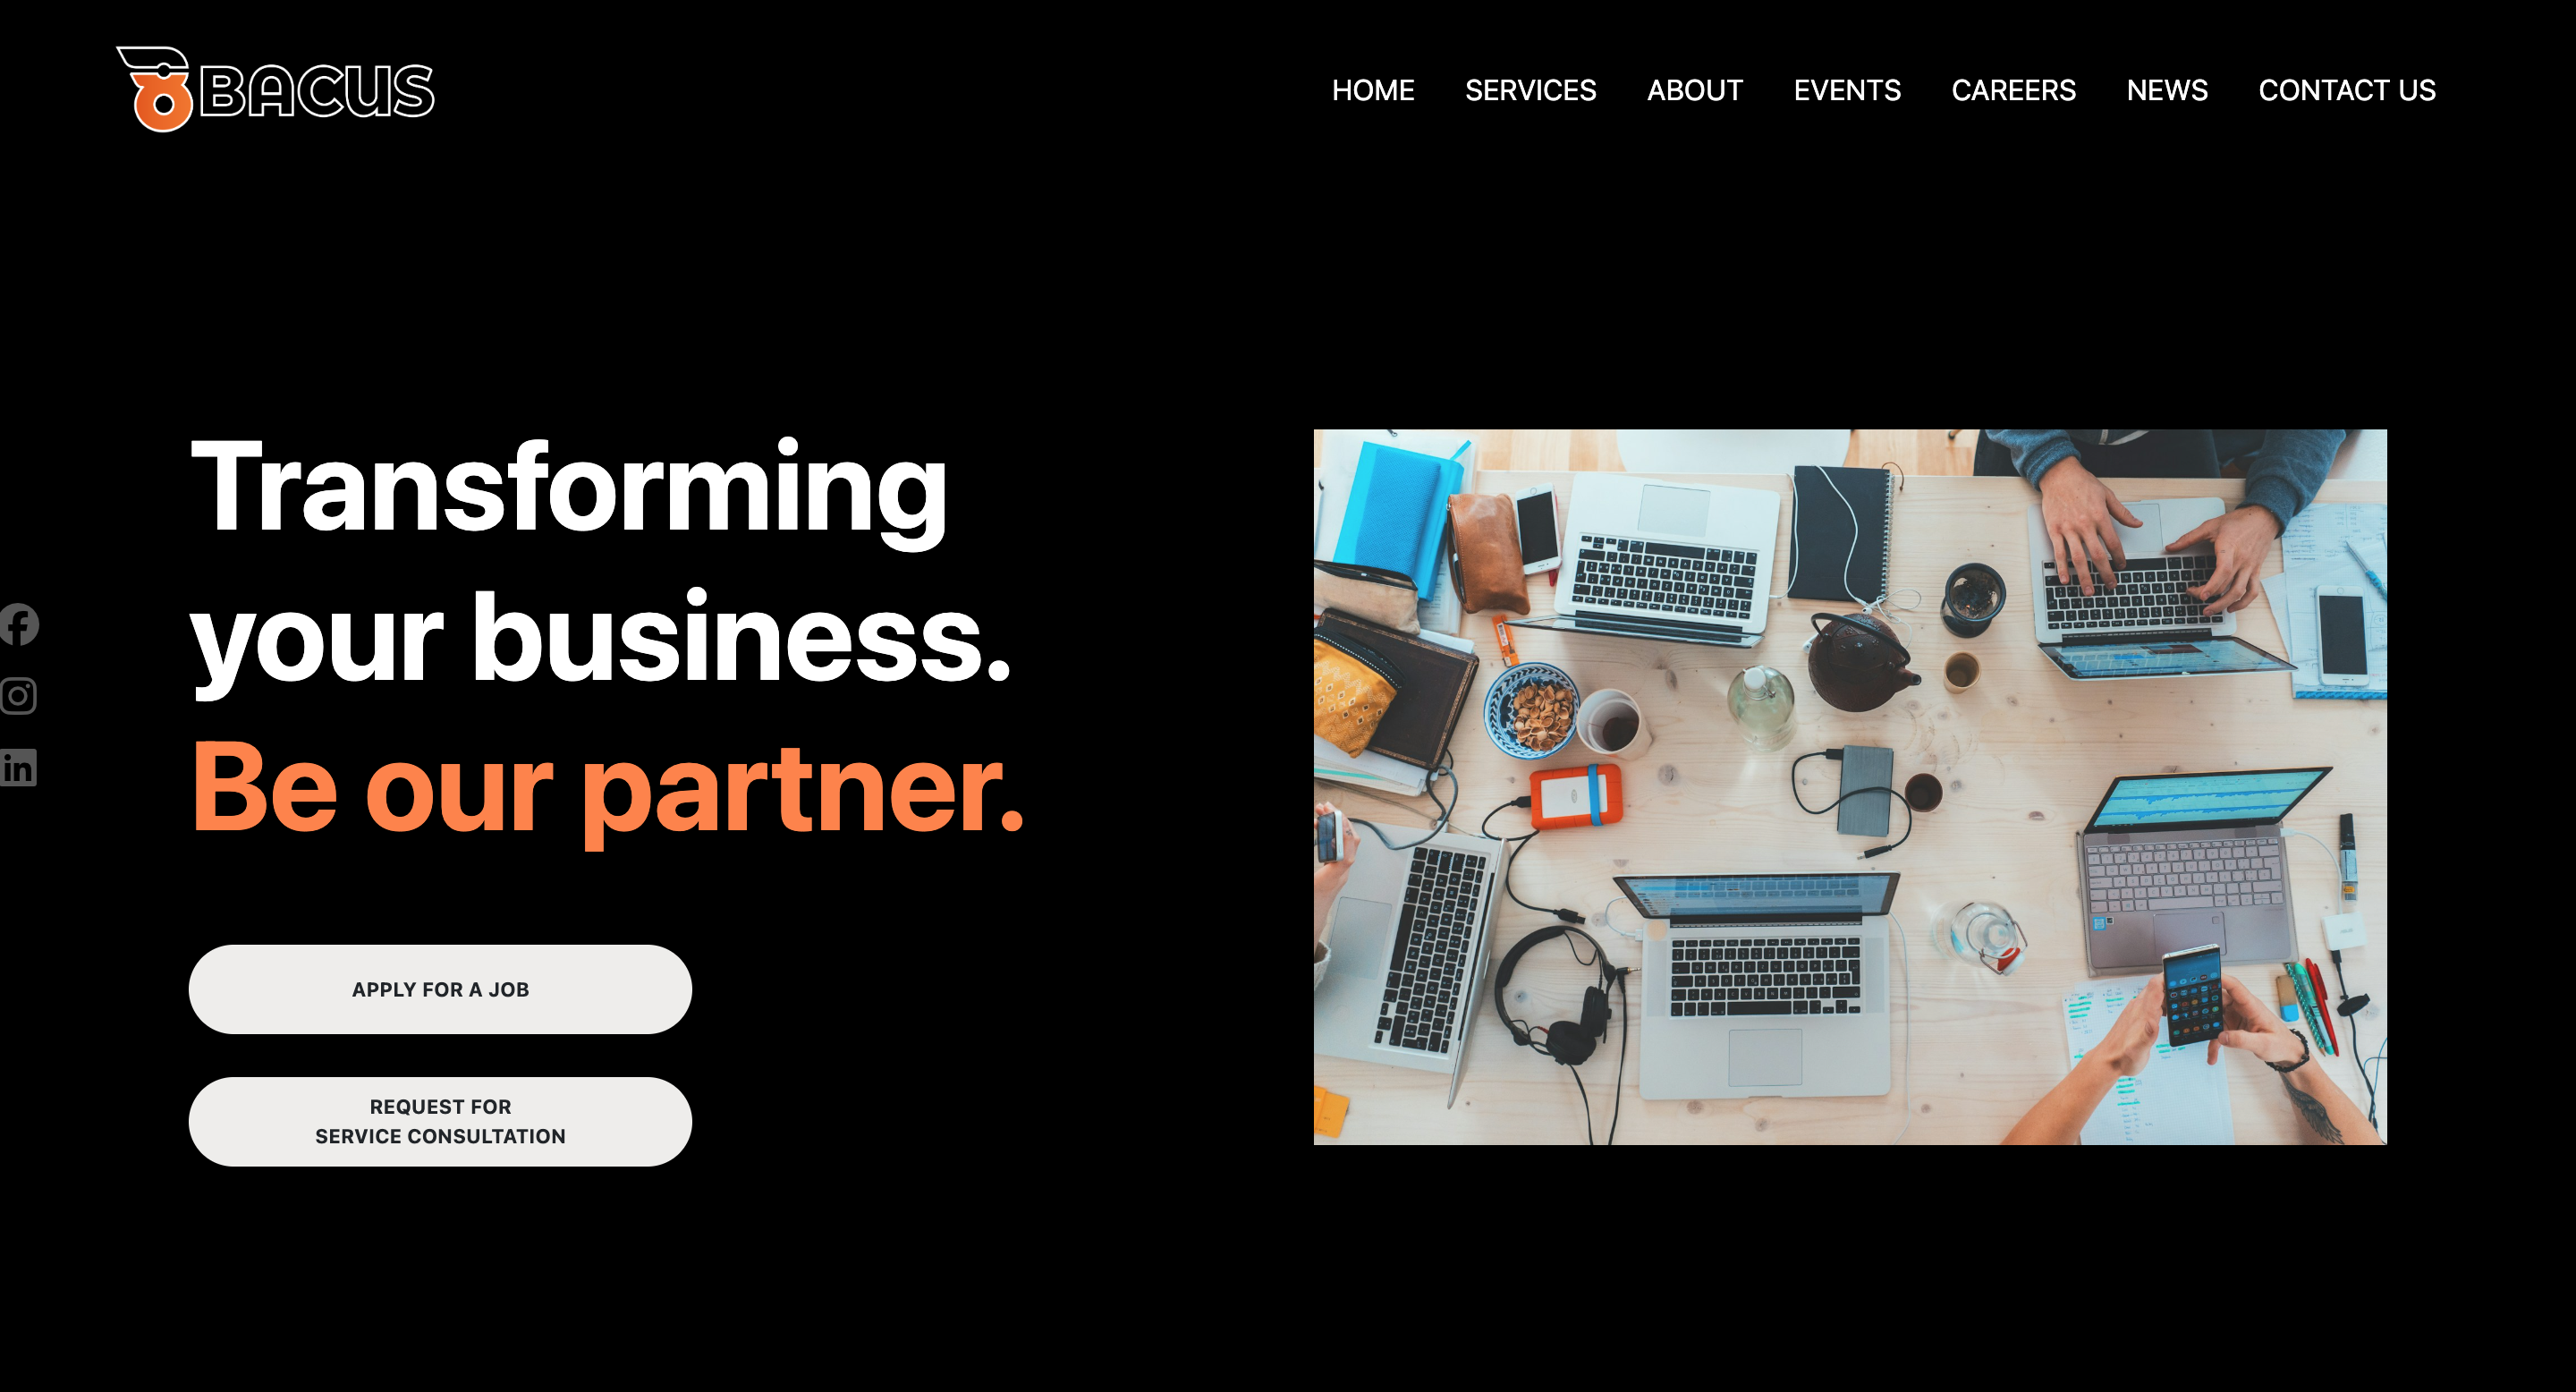 BACUS
HOME SERVICES ABOUT EVENTS CAREERS NEWS CONTACT US
Transforming
your business.
Be our partner.
APPLY FOR A JOB
REQUEST FOR
SERVICE CONSULTATION
in